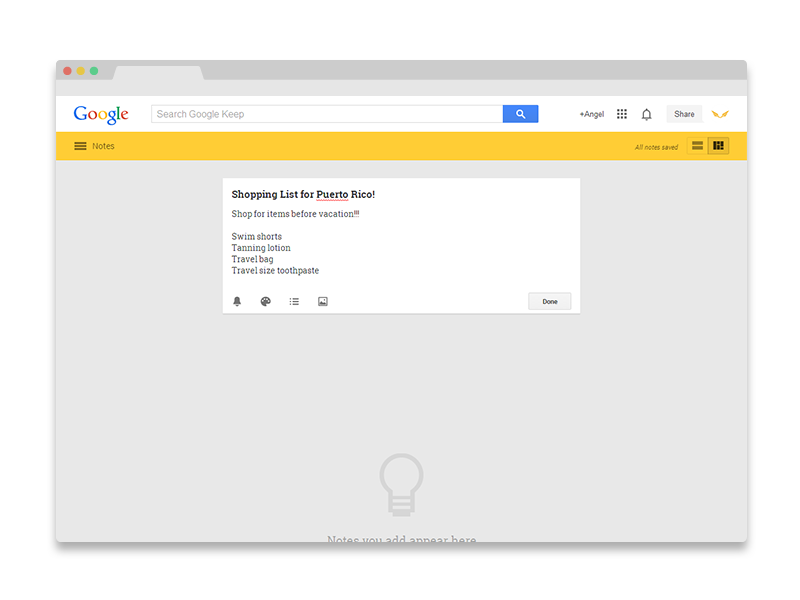 Google
Search Google Keep
+Angel
Share
Notes
All notes saved
Shopping List for Puerto Rico!
Shop for items before vacation!!!
Swim shorts
Tanning lotion
Travel bag
Travel size toothpaste
Done
Notes you add appear here